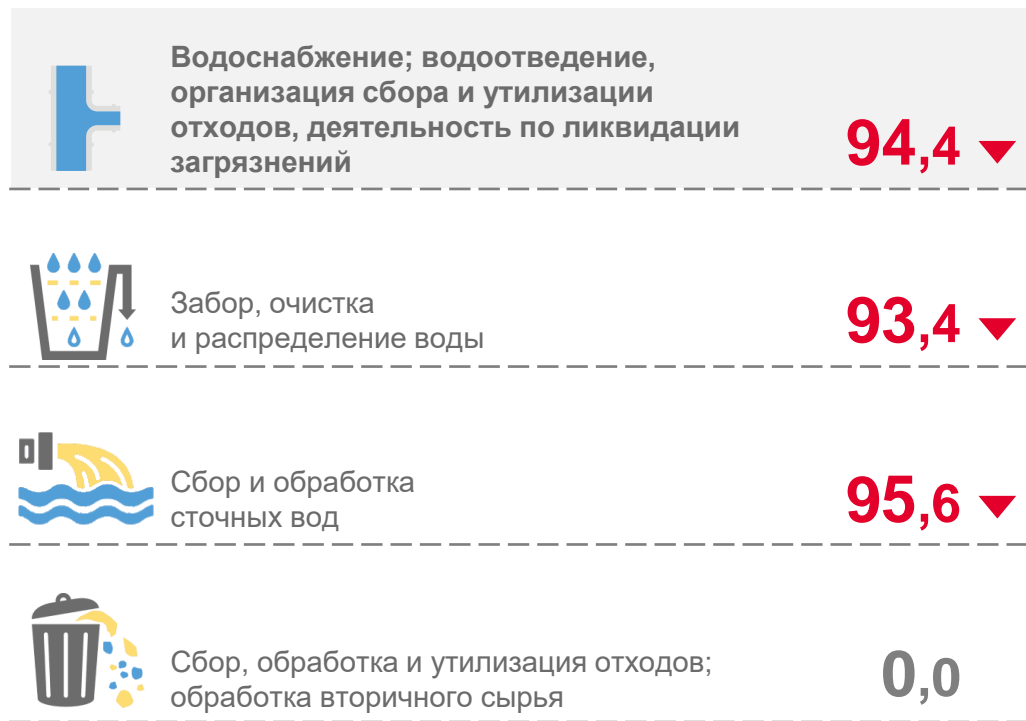 Водоснабжение; водоотведение,
организация сбора и утилизации
отходов, деятельность по ликвидации
загрязнений
94,4
Забор, очистка
и распределение воды
93,4
Сбор и обработка
сточных вод
95,6
Сбор, обработка и утилизация отходов;
обработка вторичного сырья
0,0